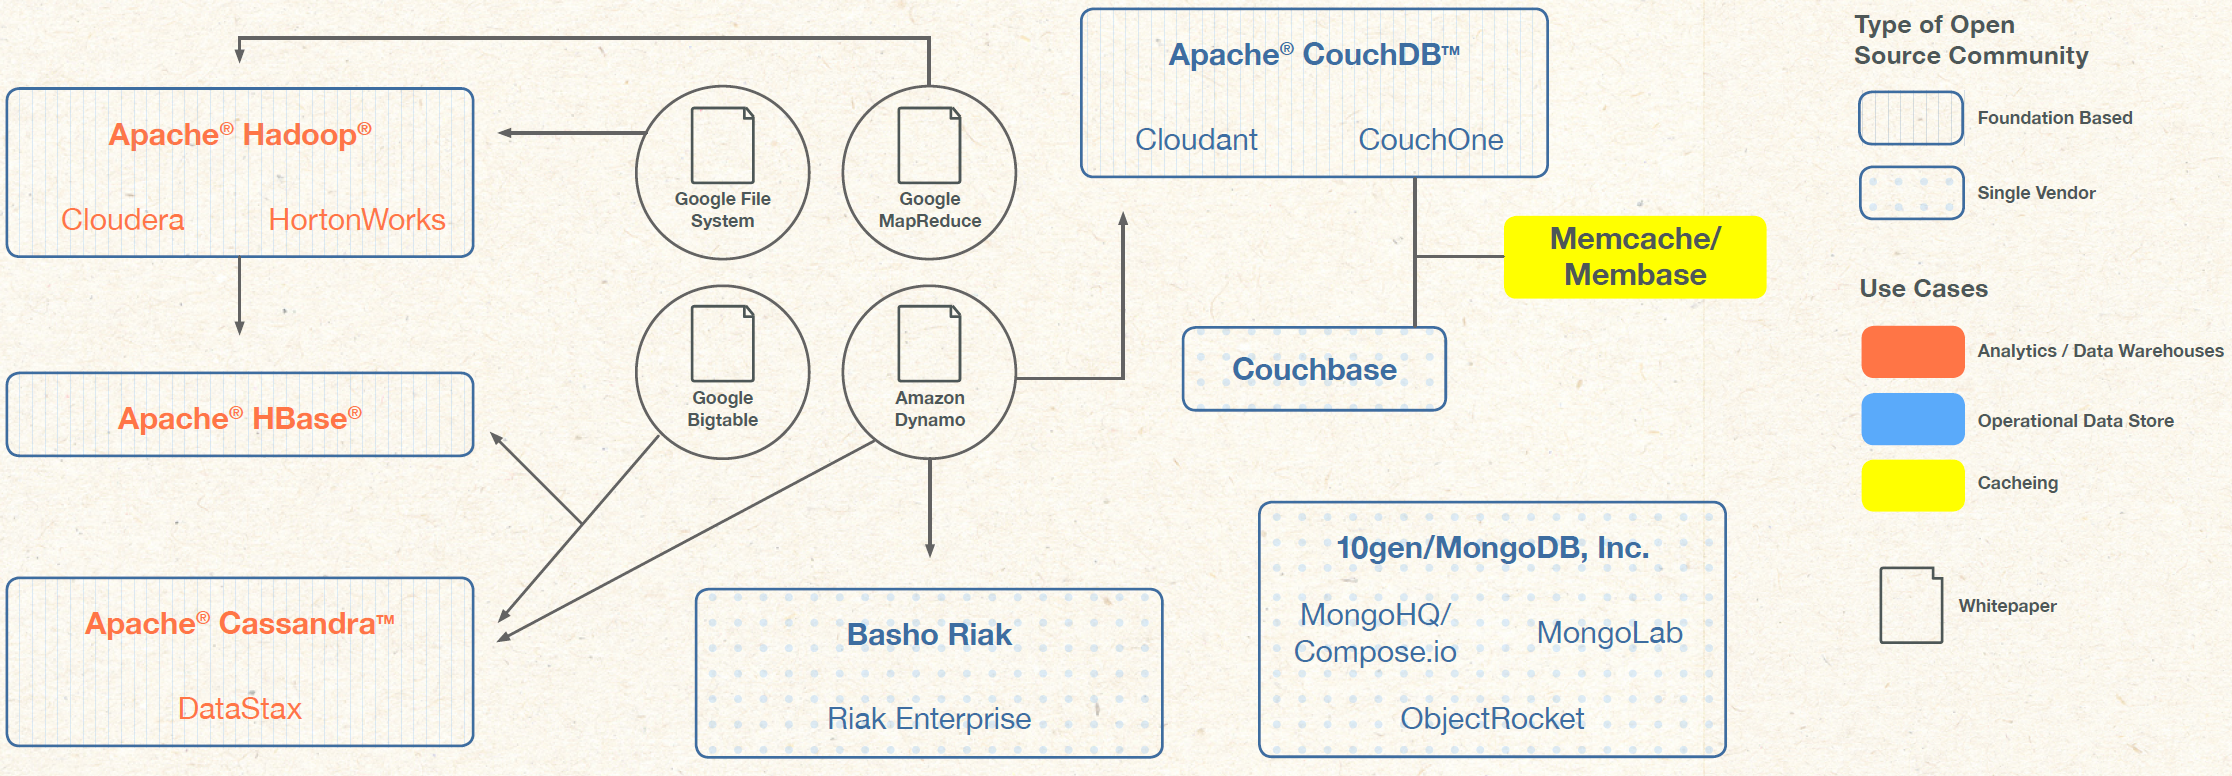 Apache® Hadoop®
Cloudera
HortonWorks
Apache® HBase®
Apache® Cassandra™
DataStax
Google File
System
Google
MapReduce
Google
Bigtable
Amazon
Dynamo
Basho Riak
Riak Enterprise
Apache® CouchDB™
Cloudant
CouchOne
Memcache/
Membase
Couchbase
10gen/MongoDB, Inc.
MongoHQ/
Compose.io
MongoLab
ObjectRocket
Type of Open
Source Community
Foundation Based
Single Vendor
Use Cases
Analytics / Data Warehouses
Operational Data Store
Cacheing
Whitepaper